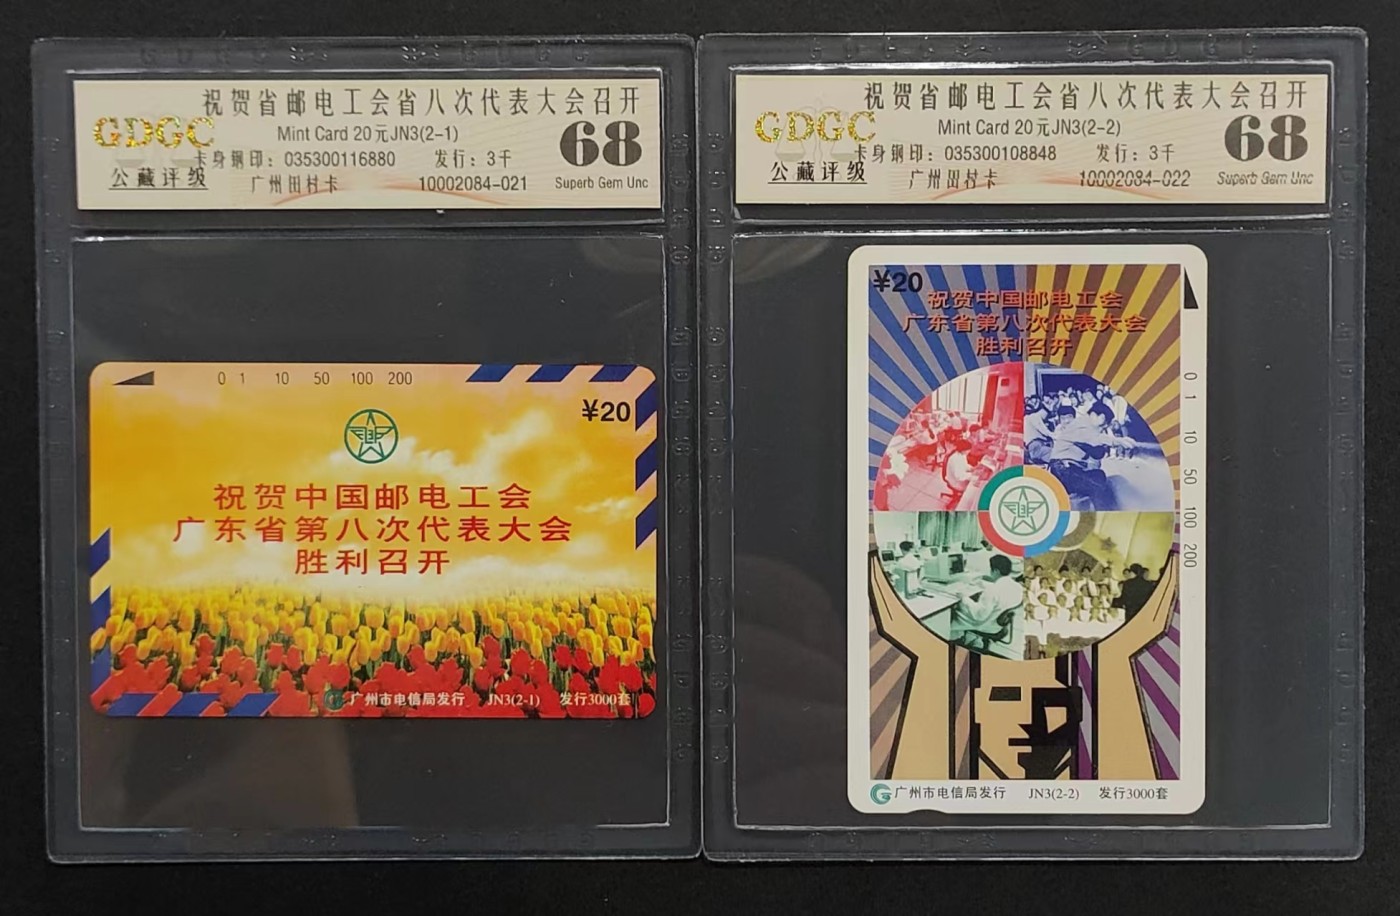 祝贺省邮电工会省八次代表大会召开
GDGC
Mint Card 20元JN3(2-1)
68
卡身钢印：035300116880 发行：3千
公藏评级
广州田村卡 10002084-021 Superb Gem Unc
0 1 10 50 100 200
¥20
祝贺中国邮电工会
广东省第八次代表大会
胜利召开
广州市电信局发行 JN3(2-1) 发行3000套
祝贺省邮电工会省八次代表大会召开
GDGC
Mint Card 20元JN3(2-2)
68
卡身钢印：035300108848 发行：3千
公藏评级
广州田村卡 10002084-022 Superb Gem Unc
¥20
祝贺中国邮电工会
广东省第八次代表大会
胜利召开
0 1 10 50 100 200
广州市电信局发行 JN3(2-2) 发行3000套